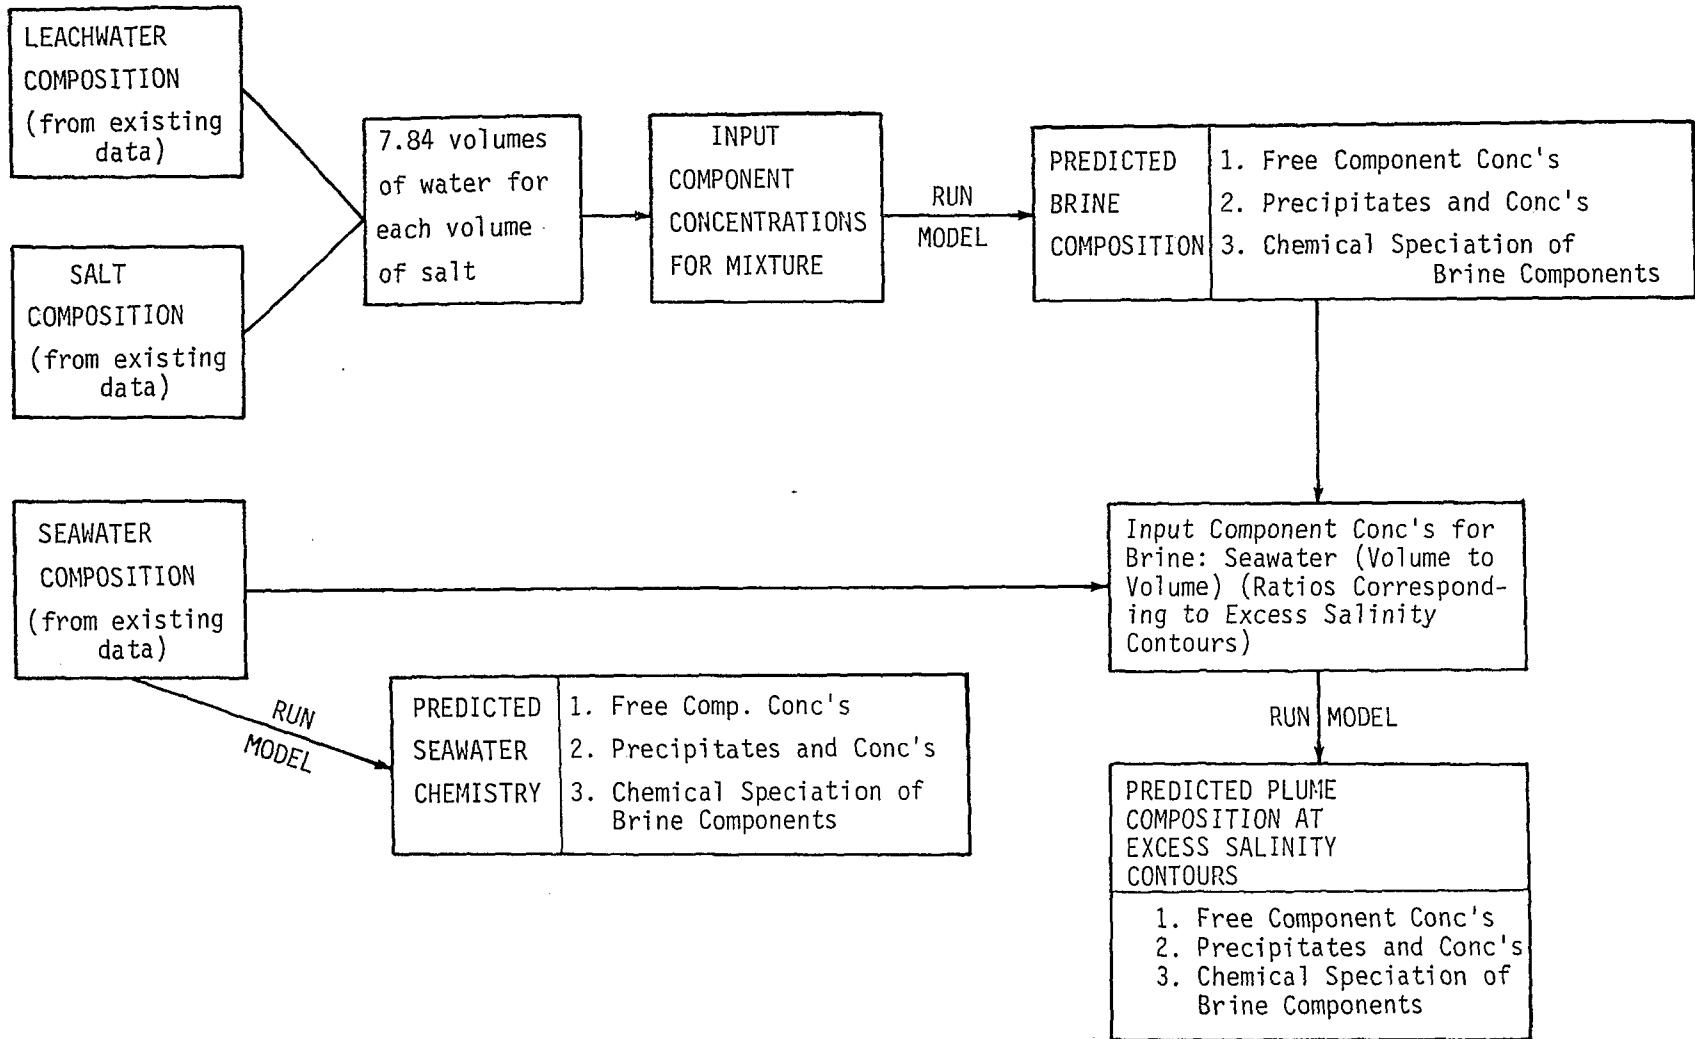 LEACHWATER
COMPOSITION
(from existing
data)
SALT
COMPOSITION
(from existing
data)
7.84 volumes
of water for
each volume
of salt
INPUT
COMPONENT
CONCENTRATIONS
FOR MIXTURE
RUN
MODEL
PREDICTED
BRINE
COMPOSITION
1. Free Component Conc's
2. Precipitates and Conc's
3. Chemical Speciation of
Brine Components
SEAWATER
COMPOSITION
(from existing
data)
RUN
MODEL
PREDICTED
SEAWATER
CHEMISTRY
1. Free Comp. Conc's
2. Precipitates and Conc's
3. Chemical Speciation of
Brine Components
Input Component Conc's for
Brine: Seawater (Volume to
Volume) (Ratios Correspond-
ing to Excess Salinity
Contours)
RUN MODEL
PREDICTED PLUME
COMPOSITION AT
EXCESS SALINITY
CONTOURS
1. Free Component Conc's
2. Precipitates and Conc's
3. Chemical Speciation of
Brine Components